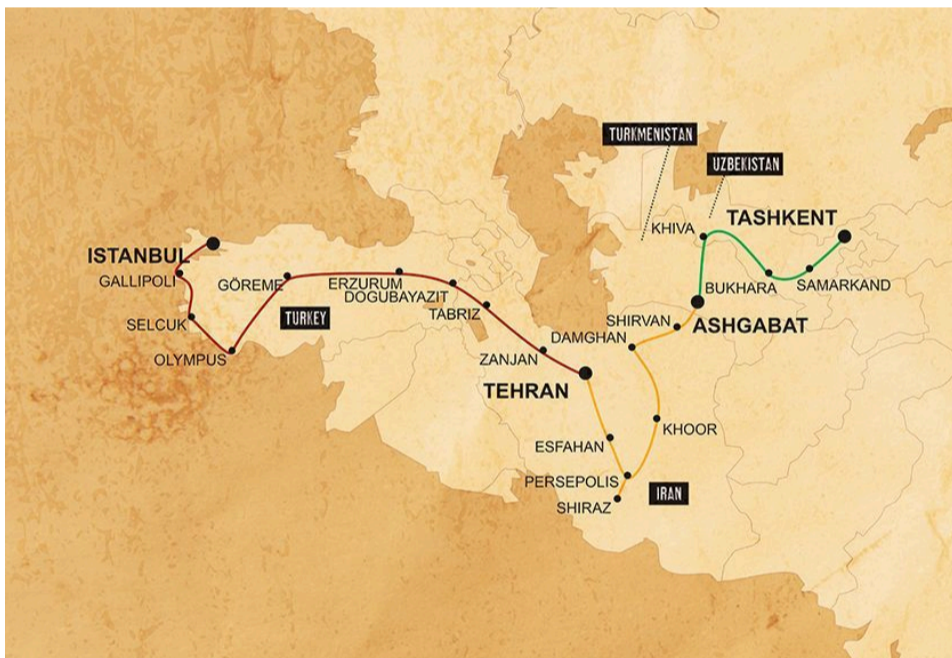 TURKMENISTAN
UZBEKISTAN
TASHKENT
KHIVA
ISTANBUL
GALLIPOLI
GÖREME
ERZURUM
BUKHARA
SAMARKAND
DOGUBAYAZIT
TABRIZ
SELCUK
TURKEY
SHIRVAN
ASHGABAT
DAMGHAN
OLYMPUS
ZANJAN
TEHRAN
KHOOR
ESFAHAN
PERSEPOLIS
IRAN
SHIRAZ